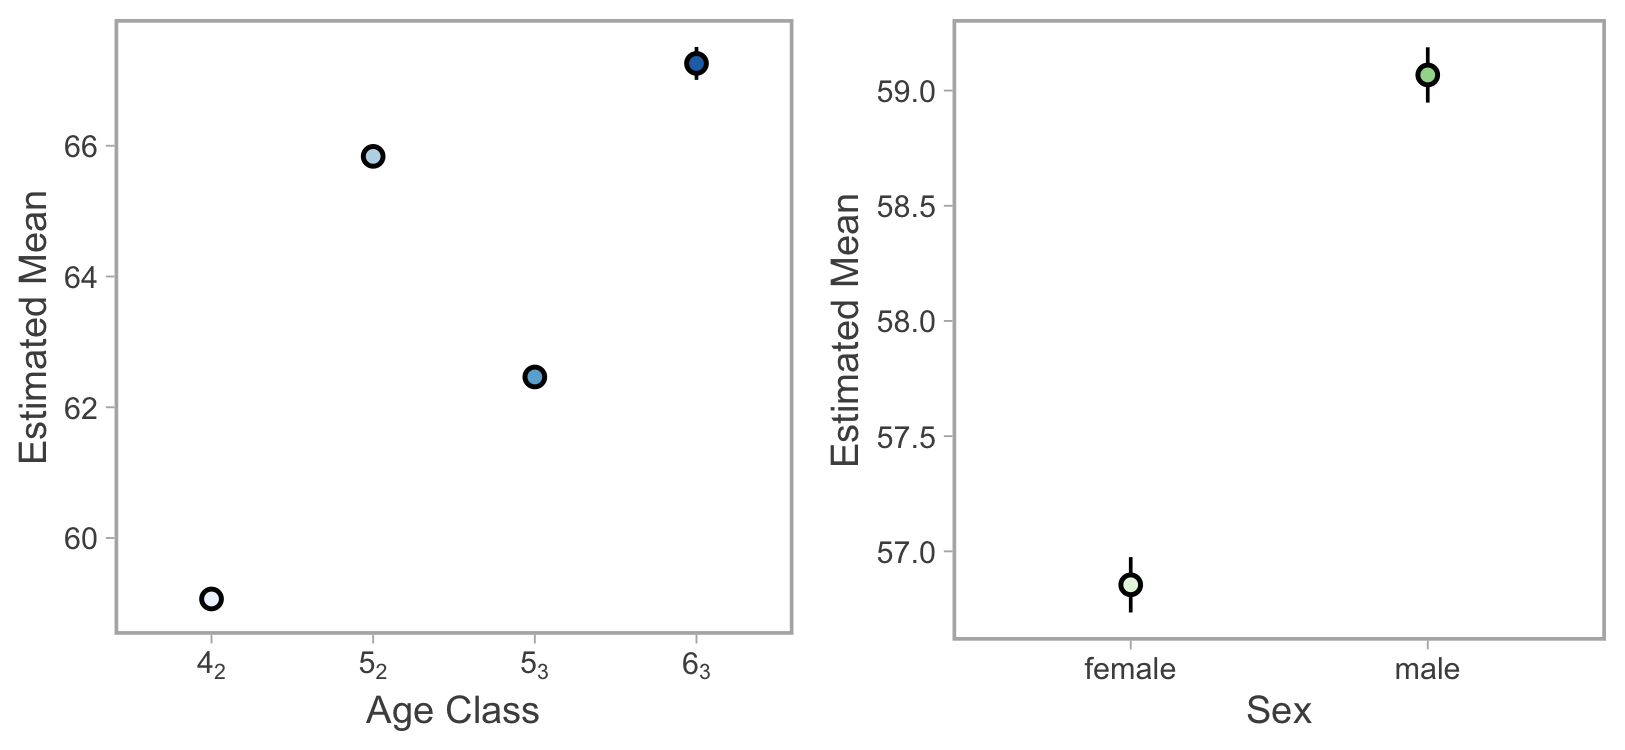 Estimated Mean
66
64
62
60
4₂ 5₂ 5₃ 6₃
Age Class
Estimated Mean
59.0
58.5
58.0
57.5
57.0
female male
Sex